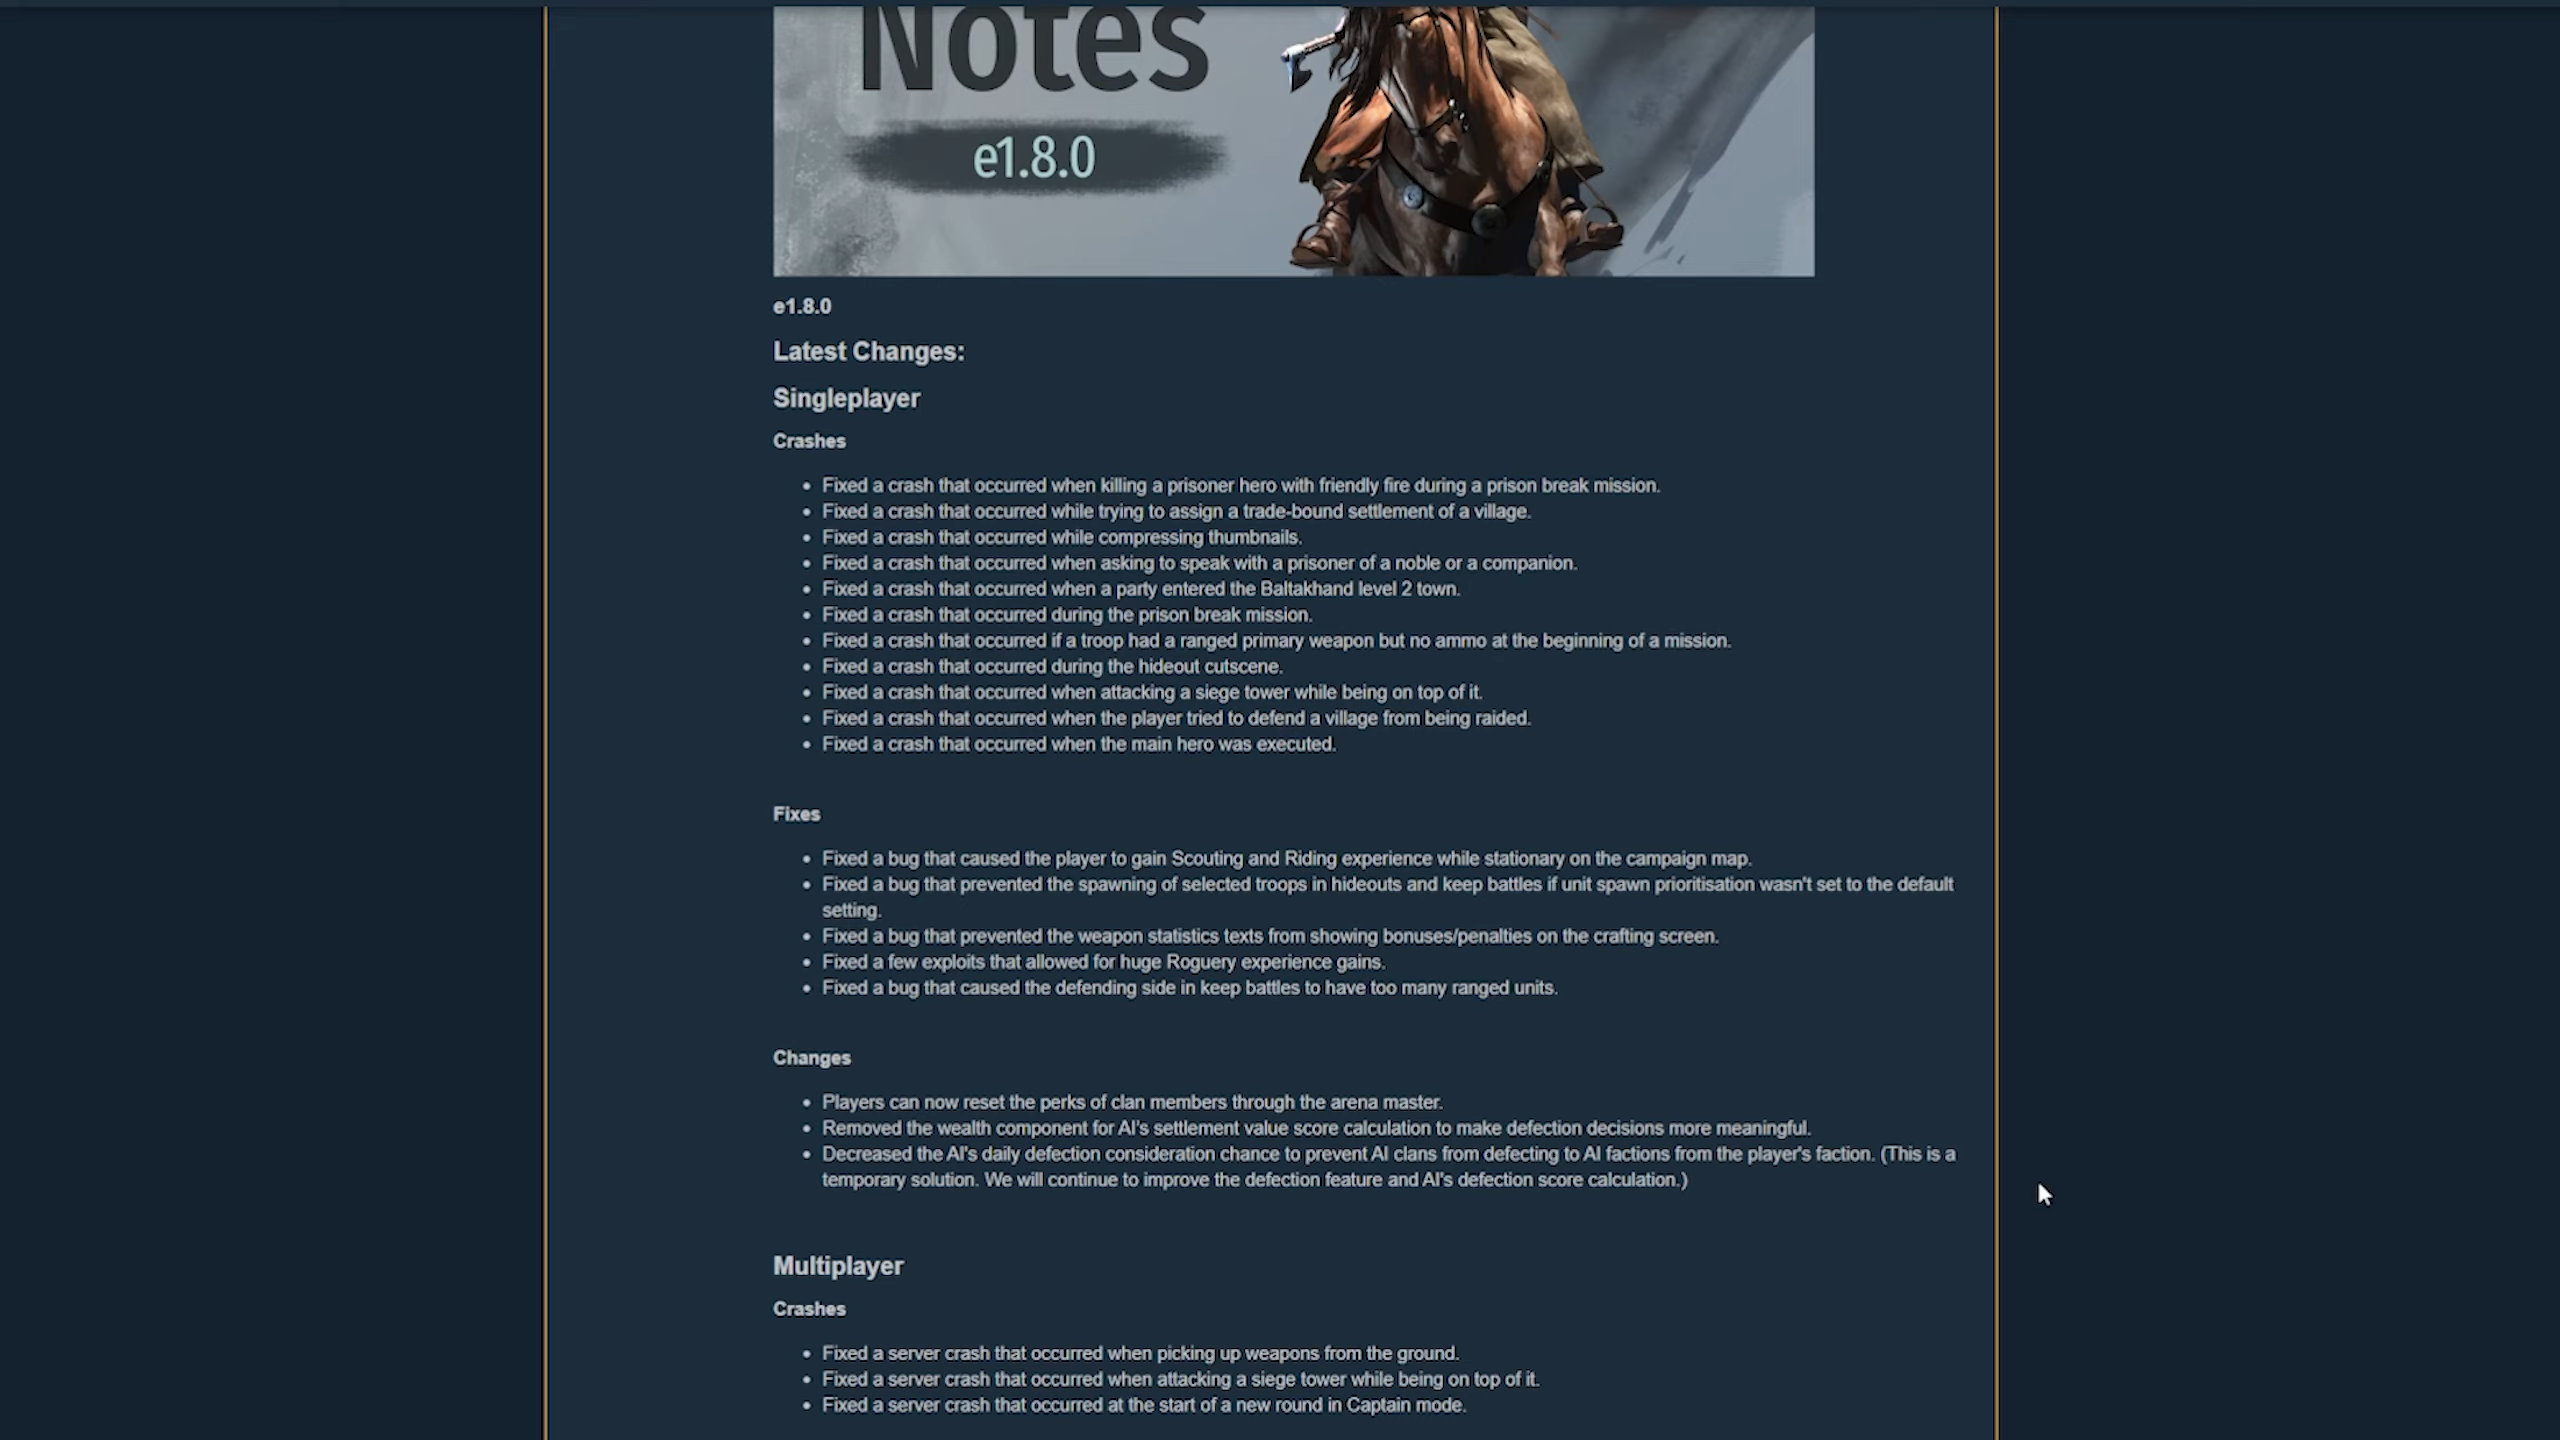 Notes
e1.8.0
e1.8.0
Latest Changes:
Singleplayer
Crashes
• Fixed a crash that occurred when killing a prisoner hero with friendly fire during a prison break mission.
• Fixed a crash that occurred while trying to assign a trade-bound settlement of a village.
• Fixed a crash that occurred while compressing thumbnails.
• Fixed a crash that occurred when asking to speak with a prisoner of a noble or a companion.
• Fixed a crash that occurred when a party entered the Baltakhand level 2 town.
• Fixed a crash that occurred during the prison break mission.
• Fixed a crash that occurred if a troop had a ranged primary weapon but no ammo at the beginning of a mission.
• Fixed a crash that occurred during the hideout cutscene.
• Fixed a crash that occurred when attacking a siege tower while being on top of it.
• Fixed a crash that occurred when the player tried to defend a village from being raided.
• Fixed a crash that occurred when the main hero was executed.
Fixes
• Fixed a bug that caused the player to gain Scouting and Riding experience while stationary on the campaign map.
• Fixed a bug that prevented the spawning of selected troops in hideouts and keep battles if unit spawn prioritisation wasn't set to the default
setting.
• Fixed a bug that prevented the weapon statistics texts from showing bonuses/penalties on the crafting screen.
• Fixed a few exploits that allowed for huge Roguery experience gains.
• Fixed a bug that caused the defending side in keep battles to have too many ranged units.
Changes
• Players can now reset the perks of clan members through the arena master.
• Removed the wealth component for AI's settlement value score calculation to make defection decisions more meaningful.
• Decreased the AI's daily defection consideration chance to prevent AI clans from defecting to AI factions from the player's faction. (This is a
temporary solution. We will continue to improve the defection feature and AI's defection score calculation.)
Multiplayer
Crashes
• Fixed a server crash that occurred when picking up weapons from the ground.
• Fixed a server crash that occurred when attacking a siege tower while being on top of it.
• Fixed a server crash that occurred at the start of a new round in Captain mode.